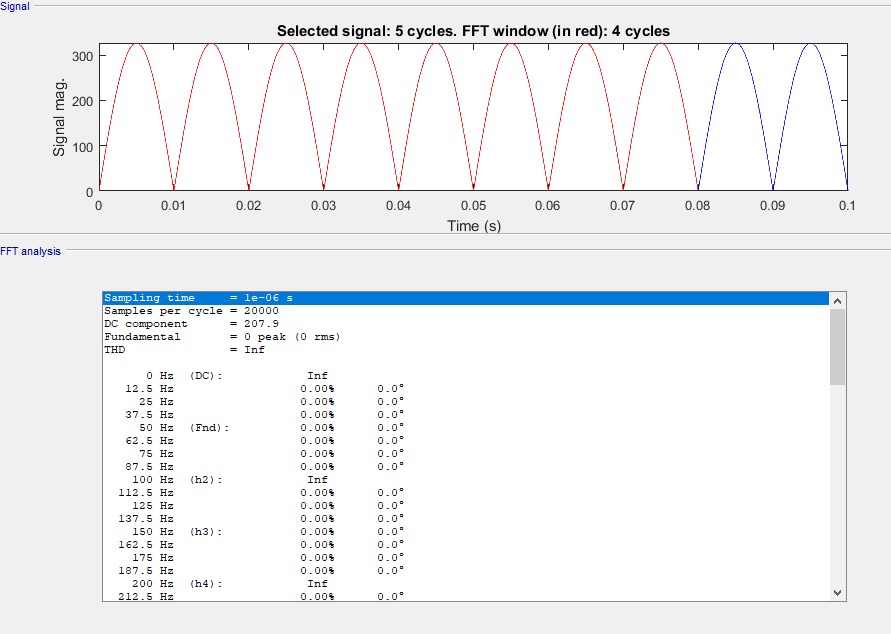 Signal
Selected signal: 5 cycles. FFT window (in red): 4 cycles
300
200
100
0
Signal mag.
0 0.01 0.02 0.03 0.04 0.05 0.06 0.07 0.08 0.09 0.1
Time (s)
FFT analysis
Sampling time = 1e-06 s
Samples per cycle = 20000
DC component = 207.9
Fundamental = 0 peak (0 rms)
THD = Inf
0 Hz (DC): Inf
12.5 Hz 0.00% 0.0°
25 Hz 0.00% 0.0°
37.5 Hz 0.00% 0.0°
50 Hz (Fnd): 0.00% 0.0°
62.5 Hz 0.00% 0.0°
75 Hz 0.00% 0.0°
87.5 Hz 0.00% 0.0°
100 Hz (h2): Inf
112.5 Hz 0.00% 0.0°
125 Hz 0.00% 0.0°
137.5 Hz 0.00% 0.0°
150 Hz (h3): 0.00% 0.0°
162.5 Hz 0.00% 0.0°
175 Hz 0.00% 0.0°
187.5 Hz 0.00% 0.0°
200 Hz (h4): Inf
212.5 Hz 0.00% 0.0°